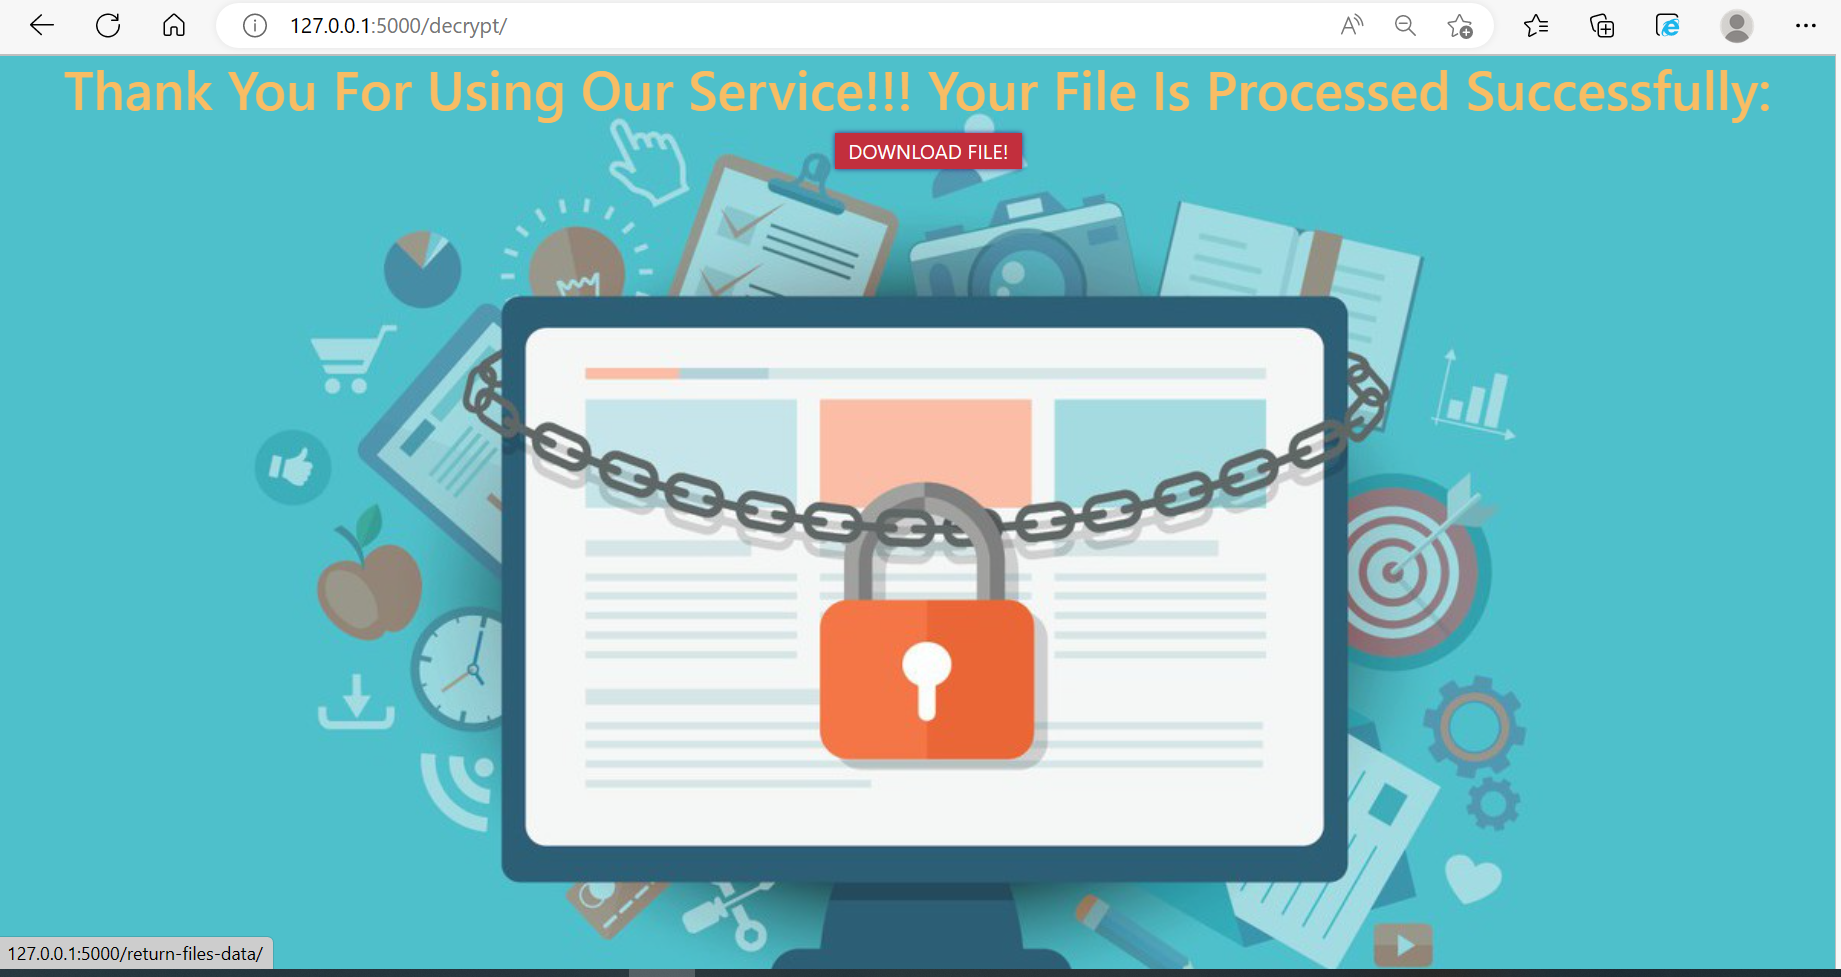 127.0.0.1:5000/decrypt/
Thank You For Using Our Service!!! Your File Is Processed Successfully:
DOWNLOAD FILE!
127.0.0.1:5000/return-files-data/